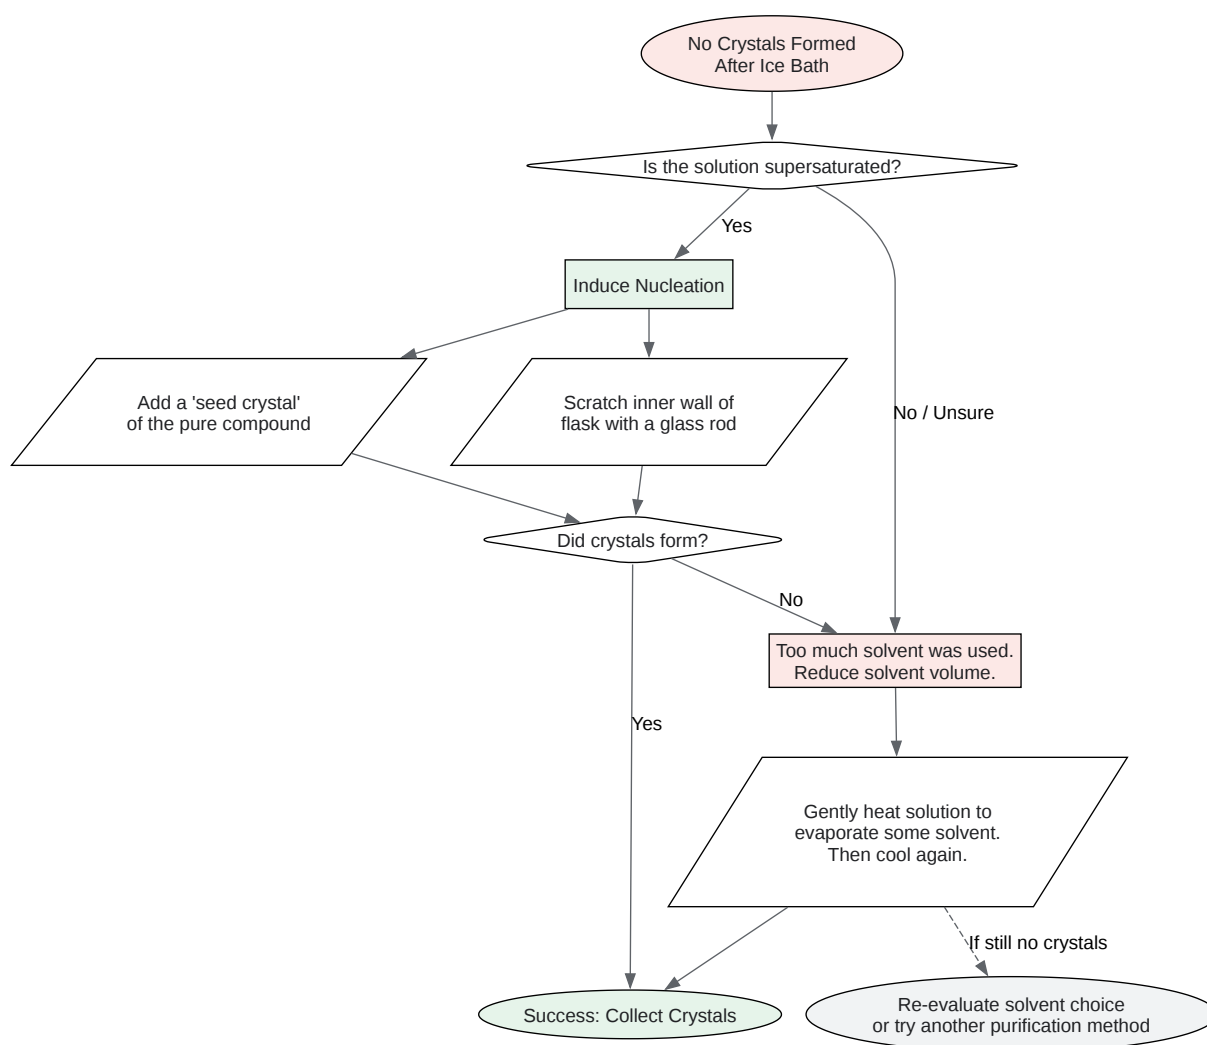 No Crystals Formed
After Ice Bath
Is the solution supersaturated?
Yes
Induce Nucleation
Add a 'seed crystal'
of the pure compound
Scratch inner wall of
flask with a glass rod
No / Unsure
Did crystals form?
No
Too much solvent was used.
Reduce solvent volume.
Yes
Gently heat solution to
evaporate some solvent.
Then cool again.
If still no crystals
Success: Collect Crystals
Re-evaluate solvent choice
or try another purification method